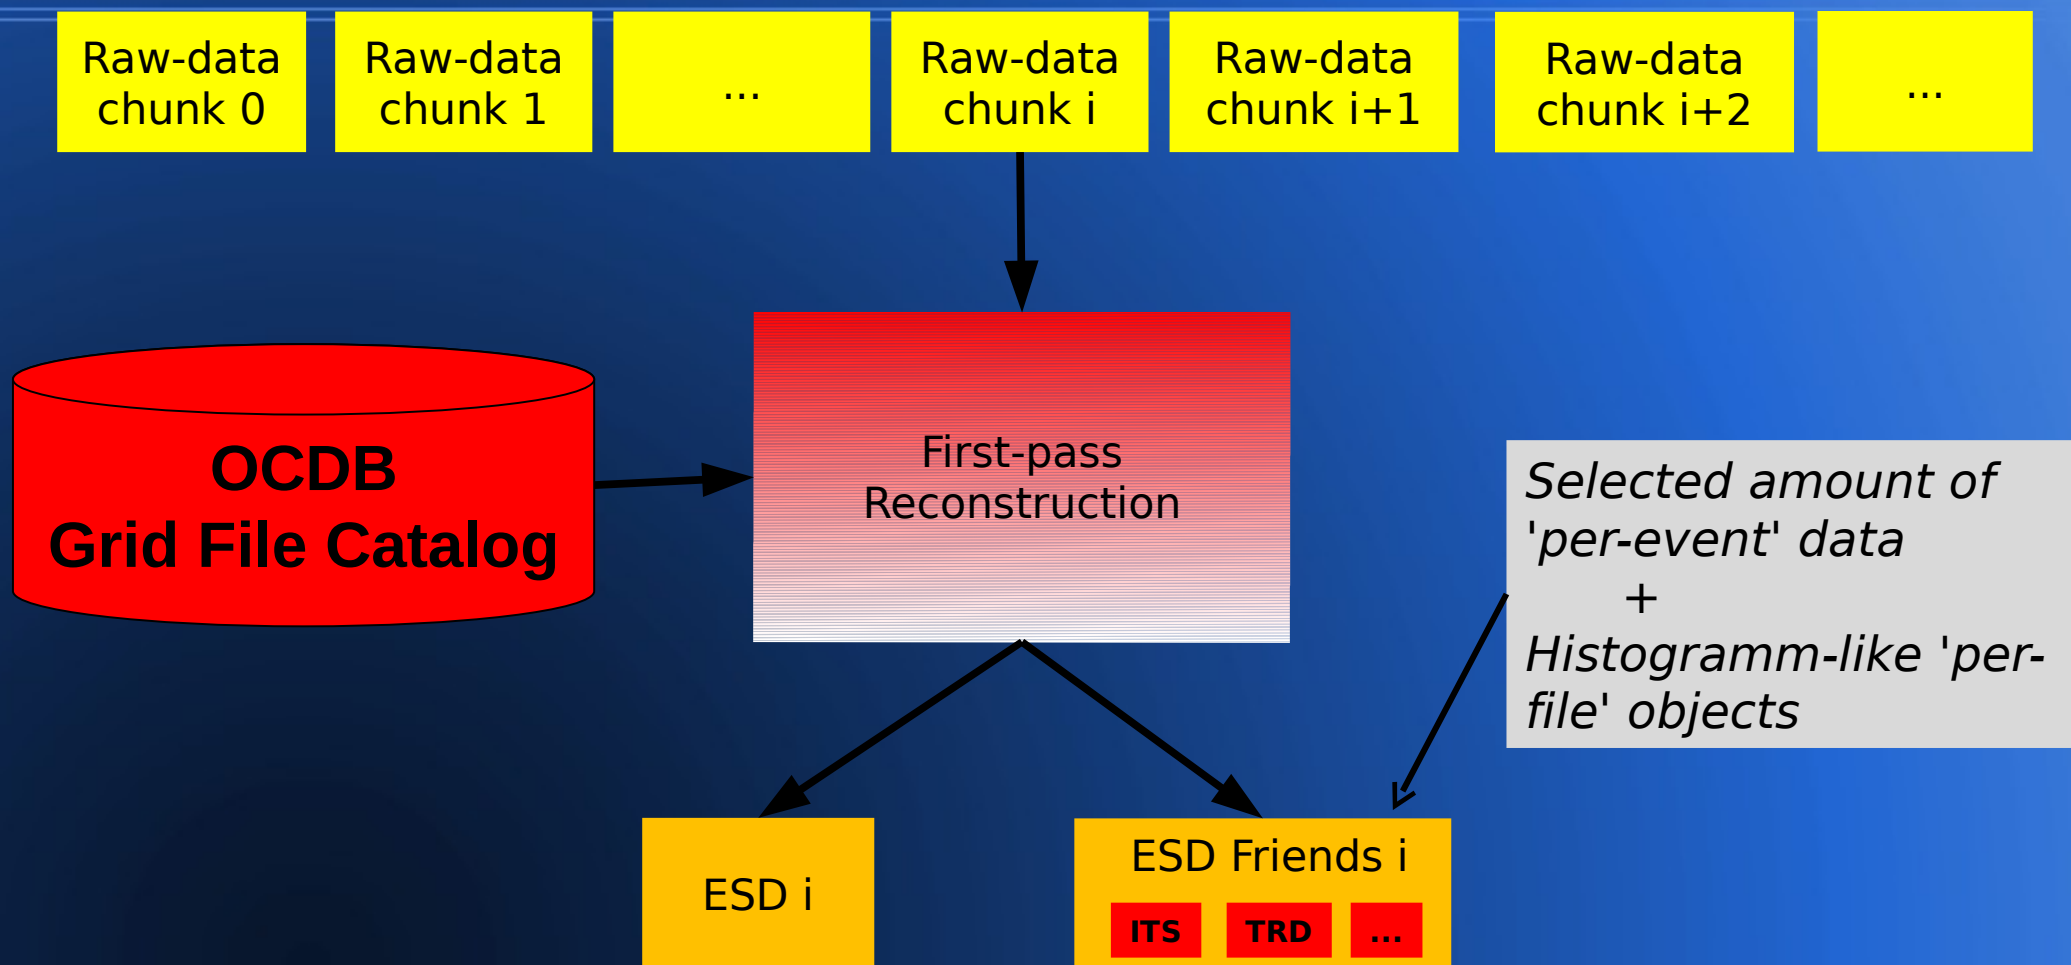 Raw-data
chunk 0
Raw-data
chunk 1
...
Raw-data
chunk i
Raw-data
chunk i+1
Raw-data
chunk i+2
...
OCDB
Grid File Catalog
First-pass
Reconstruction
Selected amount of
'per-event' data
+
Histogramm-like 'per-
file' objects
ESD i
ESD Friends i
ITS
TRD
...